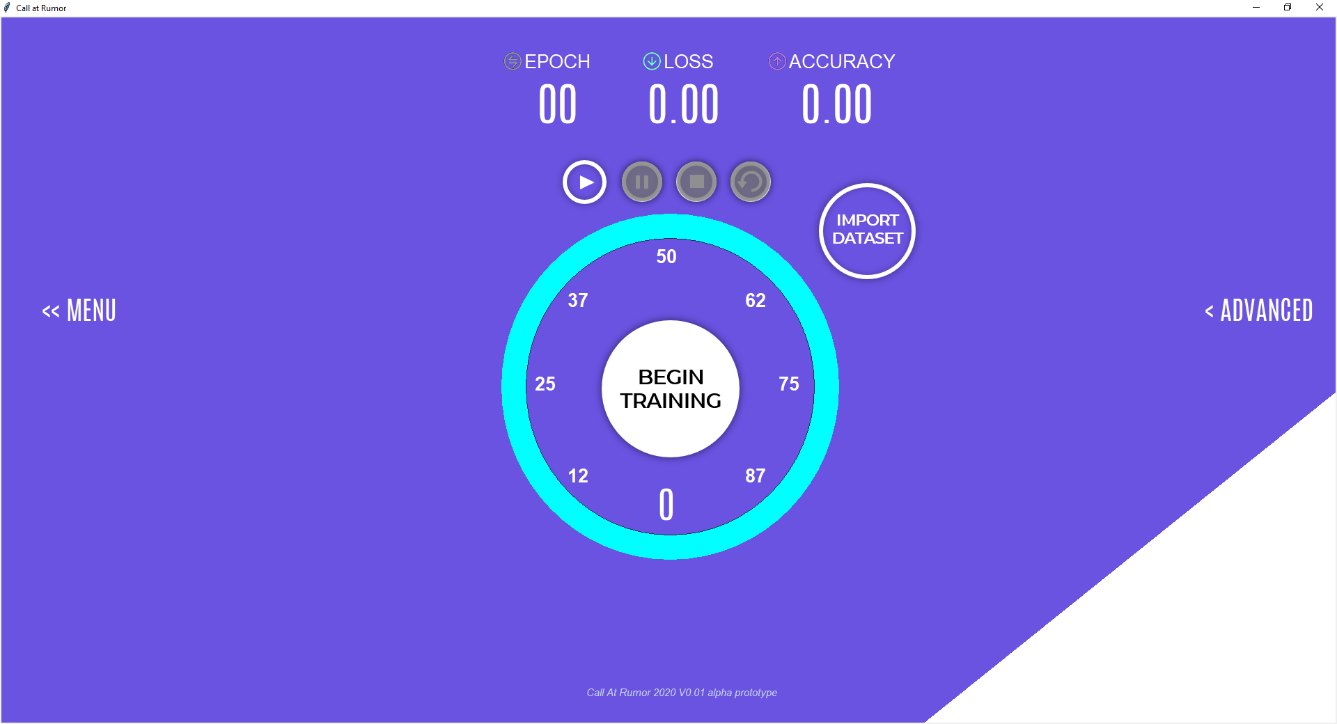 Call at Rumor
EPOCH LOSS ACCURACY
00 0.00 0.00
IMPORT
DATASET
50
37 62
<< MENU
< ADVANCED
BEGIN
TRAINING
25 75
12 87
0
Call At Rumor 2020 V0.01 alpha prototype